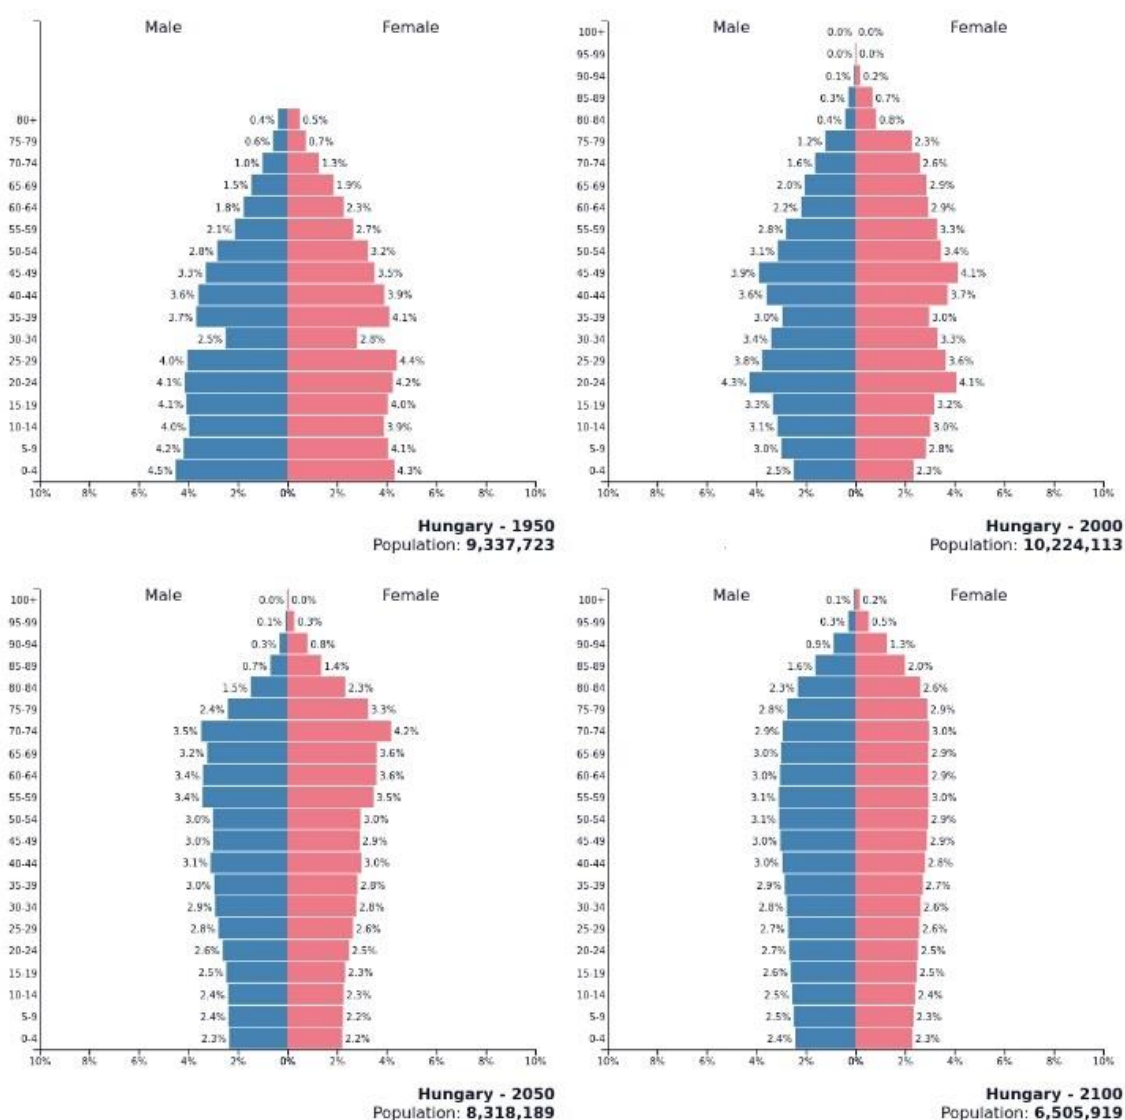 Male Female
80+ 0.4% 0.5%
75-79 0.6% 0.7%
70-74 1.0% 1.3%
65-69 1.5% 1.9%
60-64 1.8% 2.3%
55-59 2.1% 2.7%
50-54 2.8% 3.2%
45-49 3.3% 3.5%
40-44 3.6% 3.9%
35-39 3.7% 4.1%
30-34 2.5% 2.8%
25-29 4.0% 4.4%
20-24 4.1% 4.2%
15-19 4.1% 4.0%
10-14 4.0% 3.9%
5-9 4.2% 4.1%
0-4 4.5% 4.3%
10% 8% 6% 4% 2% 0% 2% 4% 6% 8% 10%
Hungary - 1950
Population: 9,337,723
Male Female
100+ 0.0% 0.0%
95-99 0.0% 0.0%
90-94 0.1% 0.2%
85-89 0.3% 0.7%
80-84 0.4% 0.8%
75-79 1.2% 2.3%
70-74 1.6% 2.6%
65-69 2.0% 2.9%
60-64 2.2% 2.9%
55-59 2.8% 3.3%
50-54 3.1% 3.4%
45-49 3.9% 4.1%
40-44 3.6% 3.7%
35-39 3.0% 3.0%
30-34 3.4% 3.3%
25-29 3.8% 3.6%
20-24 4.3% 4.1%
15-19 3.3% 3.2%
10-14 3.1% 3.0%
5-9 3.0% 2.8%
0-4 2.5% 2.3%
10% 8% 6% 4% 2% 0% 2% 4% 6% 8% 10%
Hungary - 2000
Population: 10,224,113
Male Female
100+ 0.0% 0.0%
95-99 0.1% 0.3%
90-94 0.3% 0.8%
85-89 0.7% 1.4%
80-84 1.5% 2.3%
75-79 2.4% 3.3%
70-74 3.5% 4.2%
65-69 3.2% 3.6%
60-64 3.4% 3.6%
55-59 3.4% 3.5%
50-54 3.0% 3.0%
45-49 3.0% 2.9%
40-44 3.1% 3.0%
35-39 3.0% 2.8%
30-34 2.9% 2.8%
25-29 2.8% 2.6%
20-24 2.6% 2.5%
15-19 2.5% 2.3%
10-14 2.4% 2.3%
5-9 2.4% 2.2%
0-4 2.3% 2.2%
10% 8% 6% 4% 2% 0% 2% 4% 6% 8% 10%
Hungary - 2050
Population: 8,318,189
Male Female
100+ 0.1% 0.2%
95-99 0.3% 0.5%
90-94 0.9% 1.3%
85-89 1.6% 2.0%
80-84 2.3% 2.6%
75-79 2.8% 2.9%
70-74 2.9% 3.0%
65-69 3.0% 2.9%
60-64 3.0% 2.9%
55-59 3.1% 3.0%
50-54 3.1% 2.9%
45-49 3.0% 2.9%
40-44 3.0% 2.8%
35-39 2.9% 2.7%
30-34 2.8% 2.6%
25-29 2.7% 2.6%
20-24 2.7% 2.5%
15-19 2.6% 2.5%
10-14 2.5% 2.4%
5-9 2.5% 2.3%
0-4 2.4% 2.3%
10% 8% 6% 4% 2% 0% 2% 4% 6% 8% 10%
Hungary - 2100
Population: 6,505,919